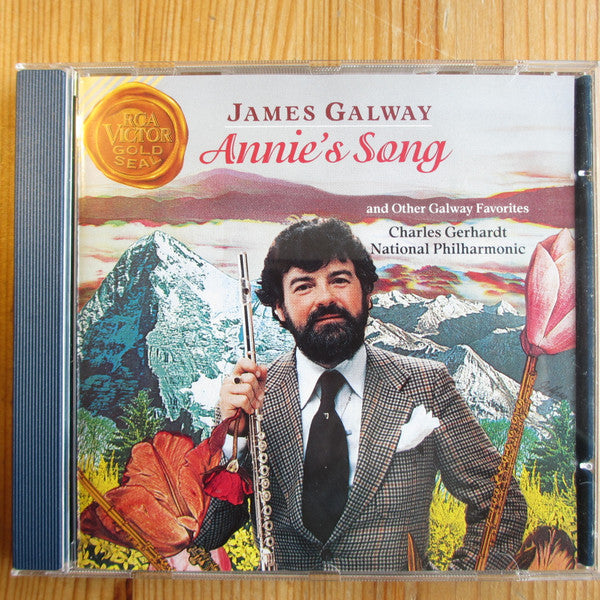 RCA
VICTOR
GOLD
SEAL
JAMES GALWAY
Annie's Song
and Other Galway Favorites
Charles Gerhardt
National Philharmonic